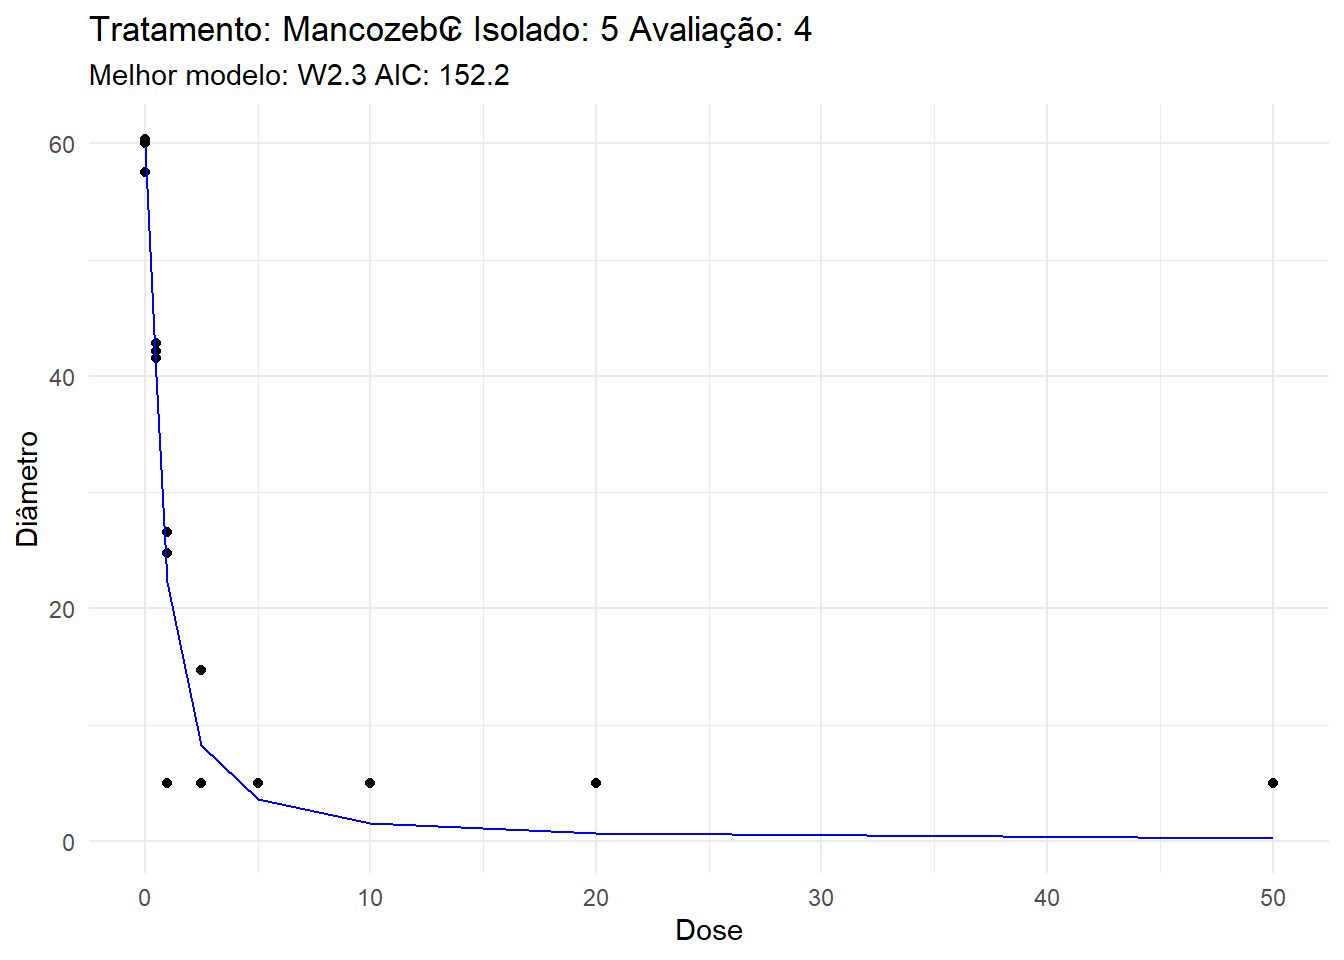 Tratamento: Mancozeb₢ Isolado: 5 Avaliação: 4
Melhor modelo: W2.3 AIC: 152.2
60
40
20
0
Diâmetro
0 10 20 30 40 50
Dose